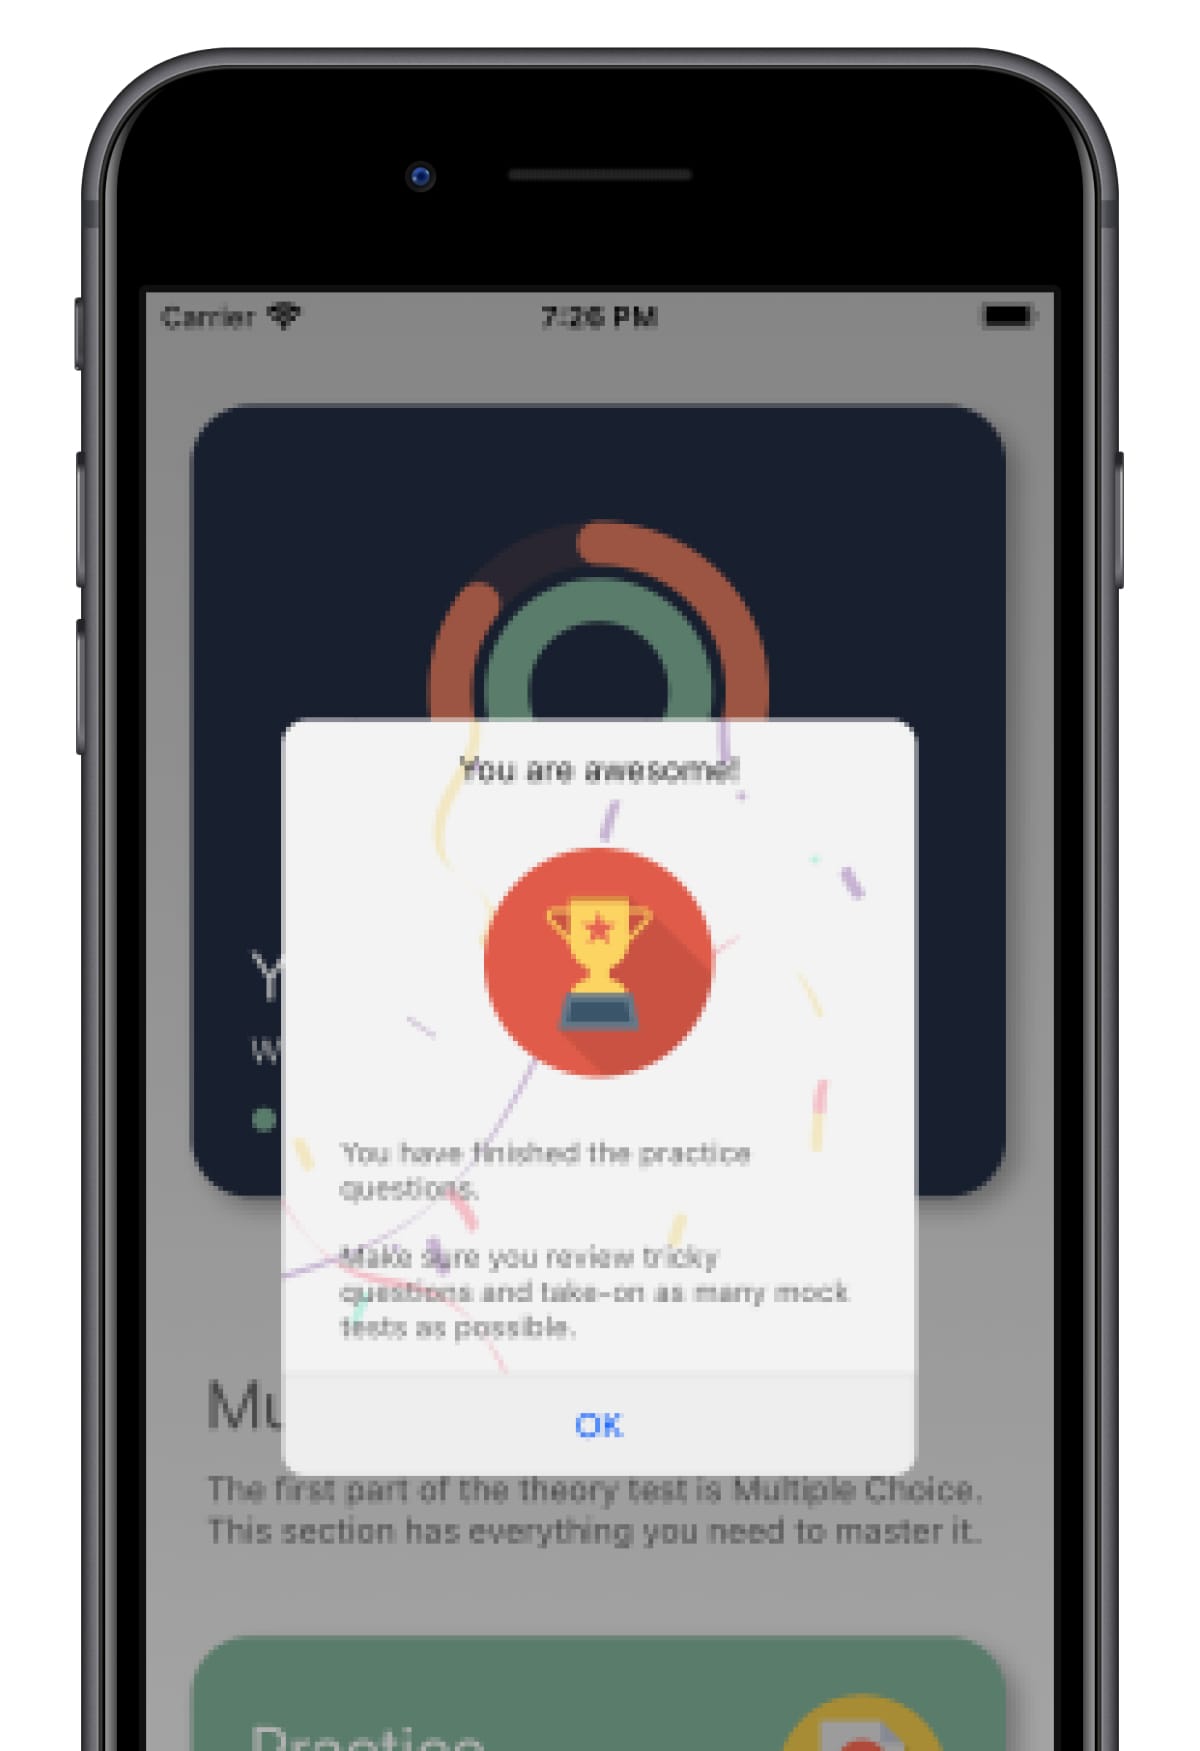 Carrier 7:26 PM
You are awesome!
You have finished the practice
questions.
Make sure you review tricky
questions and take-on as many mock
tests as possible.
OK
The first part of the theory test is Multiple Choice.
This section has everything you need to master it.
Practice